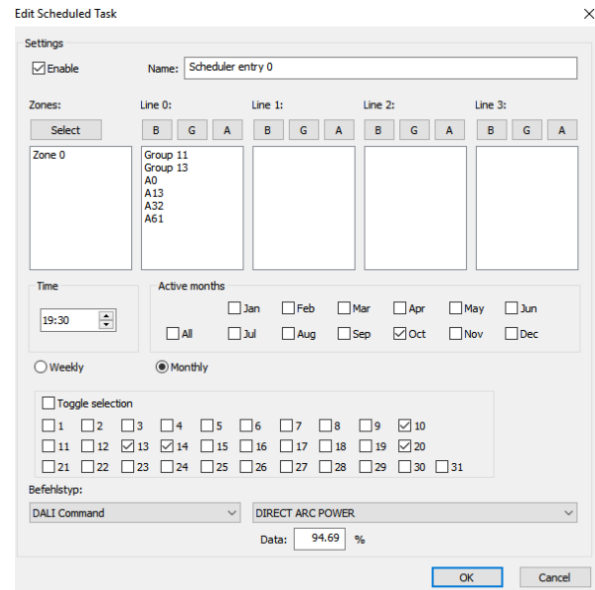 Edit Scheduled Task
Settings
Enable Name: Scheduler entry 0
Zones: Line 0: Line 1: Line 2: Line 3:
Select B G A B G A B G A B G A
Zone 0
Group 11
Group 13
A0
A13
A32
A61
Time
19:30
Active months
Jan Feb Mar Apr May Jun
All Jul Aug Sep Oct Nov Dec
Weekly Monthly
Toggle selection
1 2 3 4 5 6 7 8 9 10
11 12 13 14 15 16 17 18 19 20
21 22 23 24 25 26 27 28 29 30 31
Befehlstyp:
DALI Command DIRECT ARC POWER
Data: 94.69 %
OK Cancel